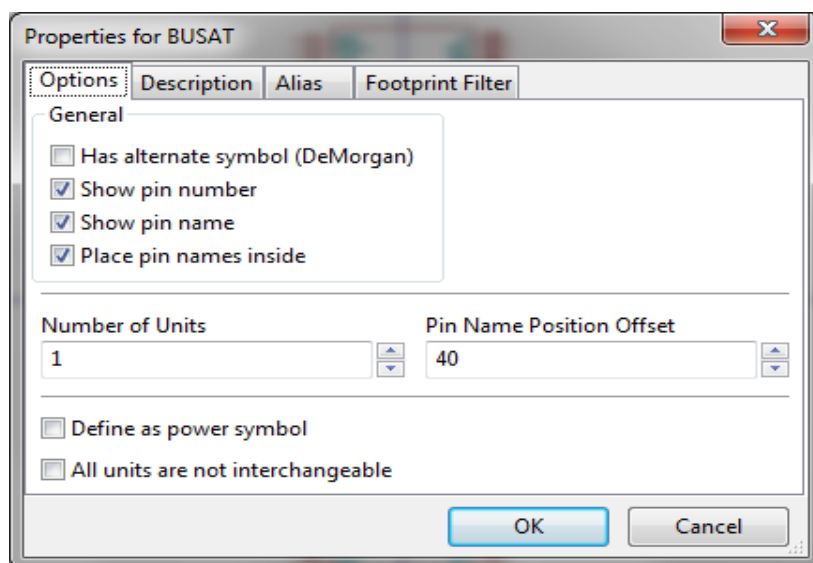 Properties for BUSAT
Options Description Alias Footprint Filter
General
Has alternate symbol (DeMorgan)
Show pin number
Show pin name
Place pin names inside
Number of Units Pin Name Position Offset
1 40
Define as power symbol
All units are not interchangeable
OK Cancel